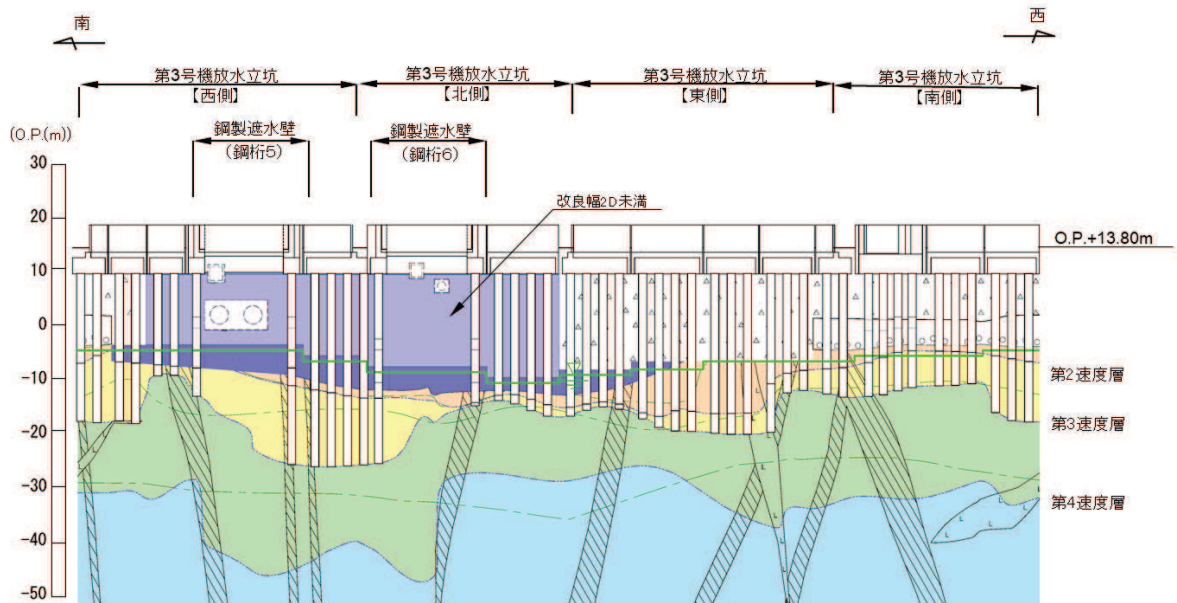 南
西
第3号機放水立坑
【西側】
第3号機放水立坑
【北側】
第3号機放水立坑
【東側】
第3号機放水立坑
【南側】
鋼製遮水壁
(鋼桁5)
鋼製遮水壁
(鋼桁6)
(O.P.(m))
30
20
10
0
-10
-20
-30
-40
-50
改良幅2D未満
O.P.+13.80m
第2速度層
第3速度層
第4速度層